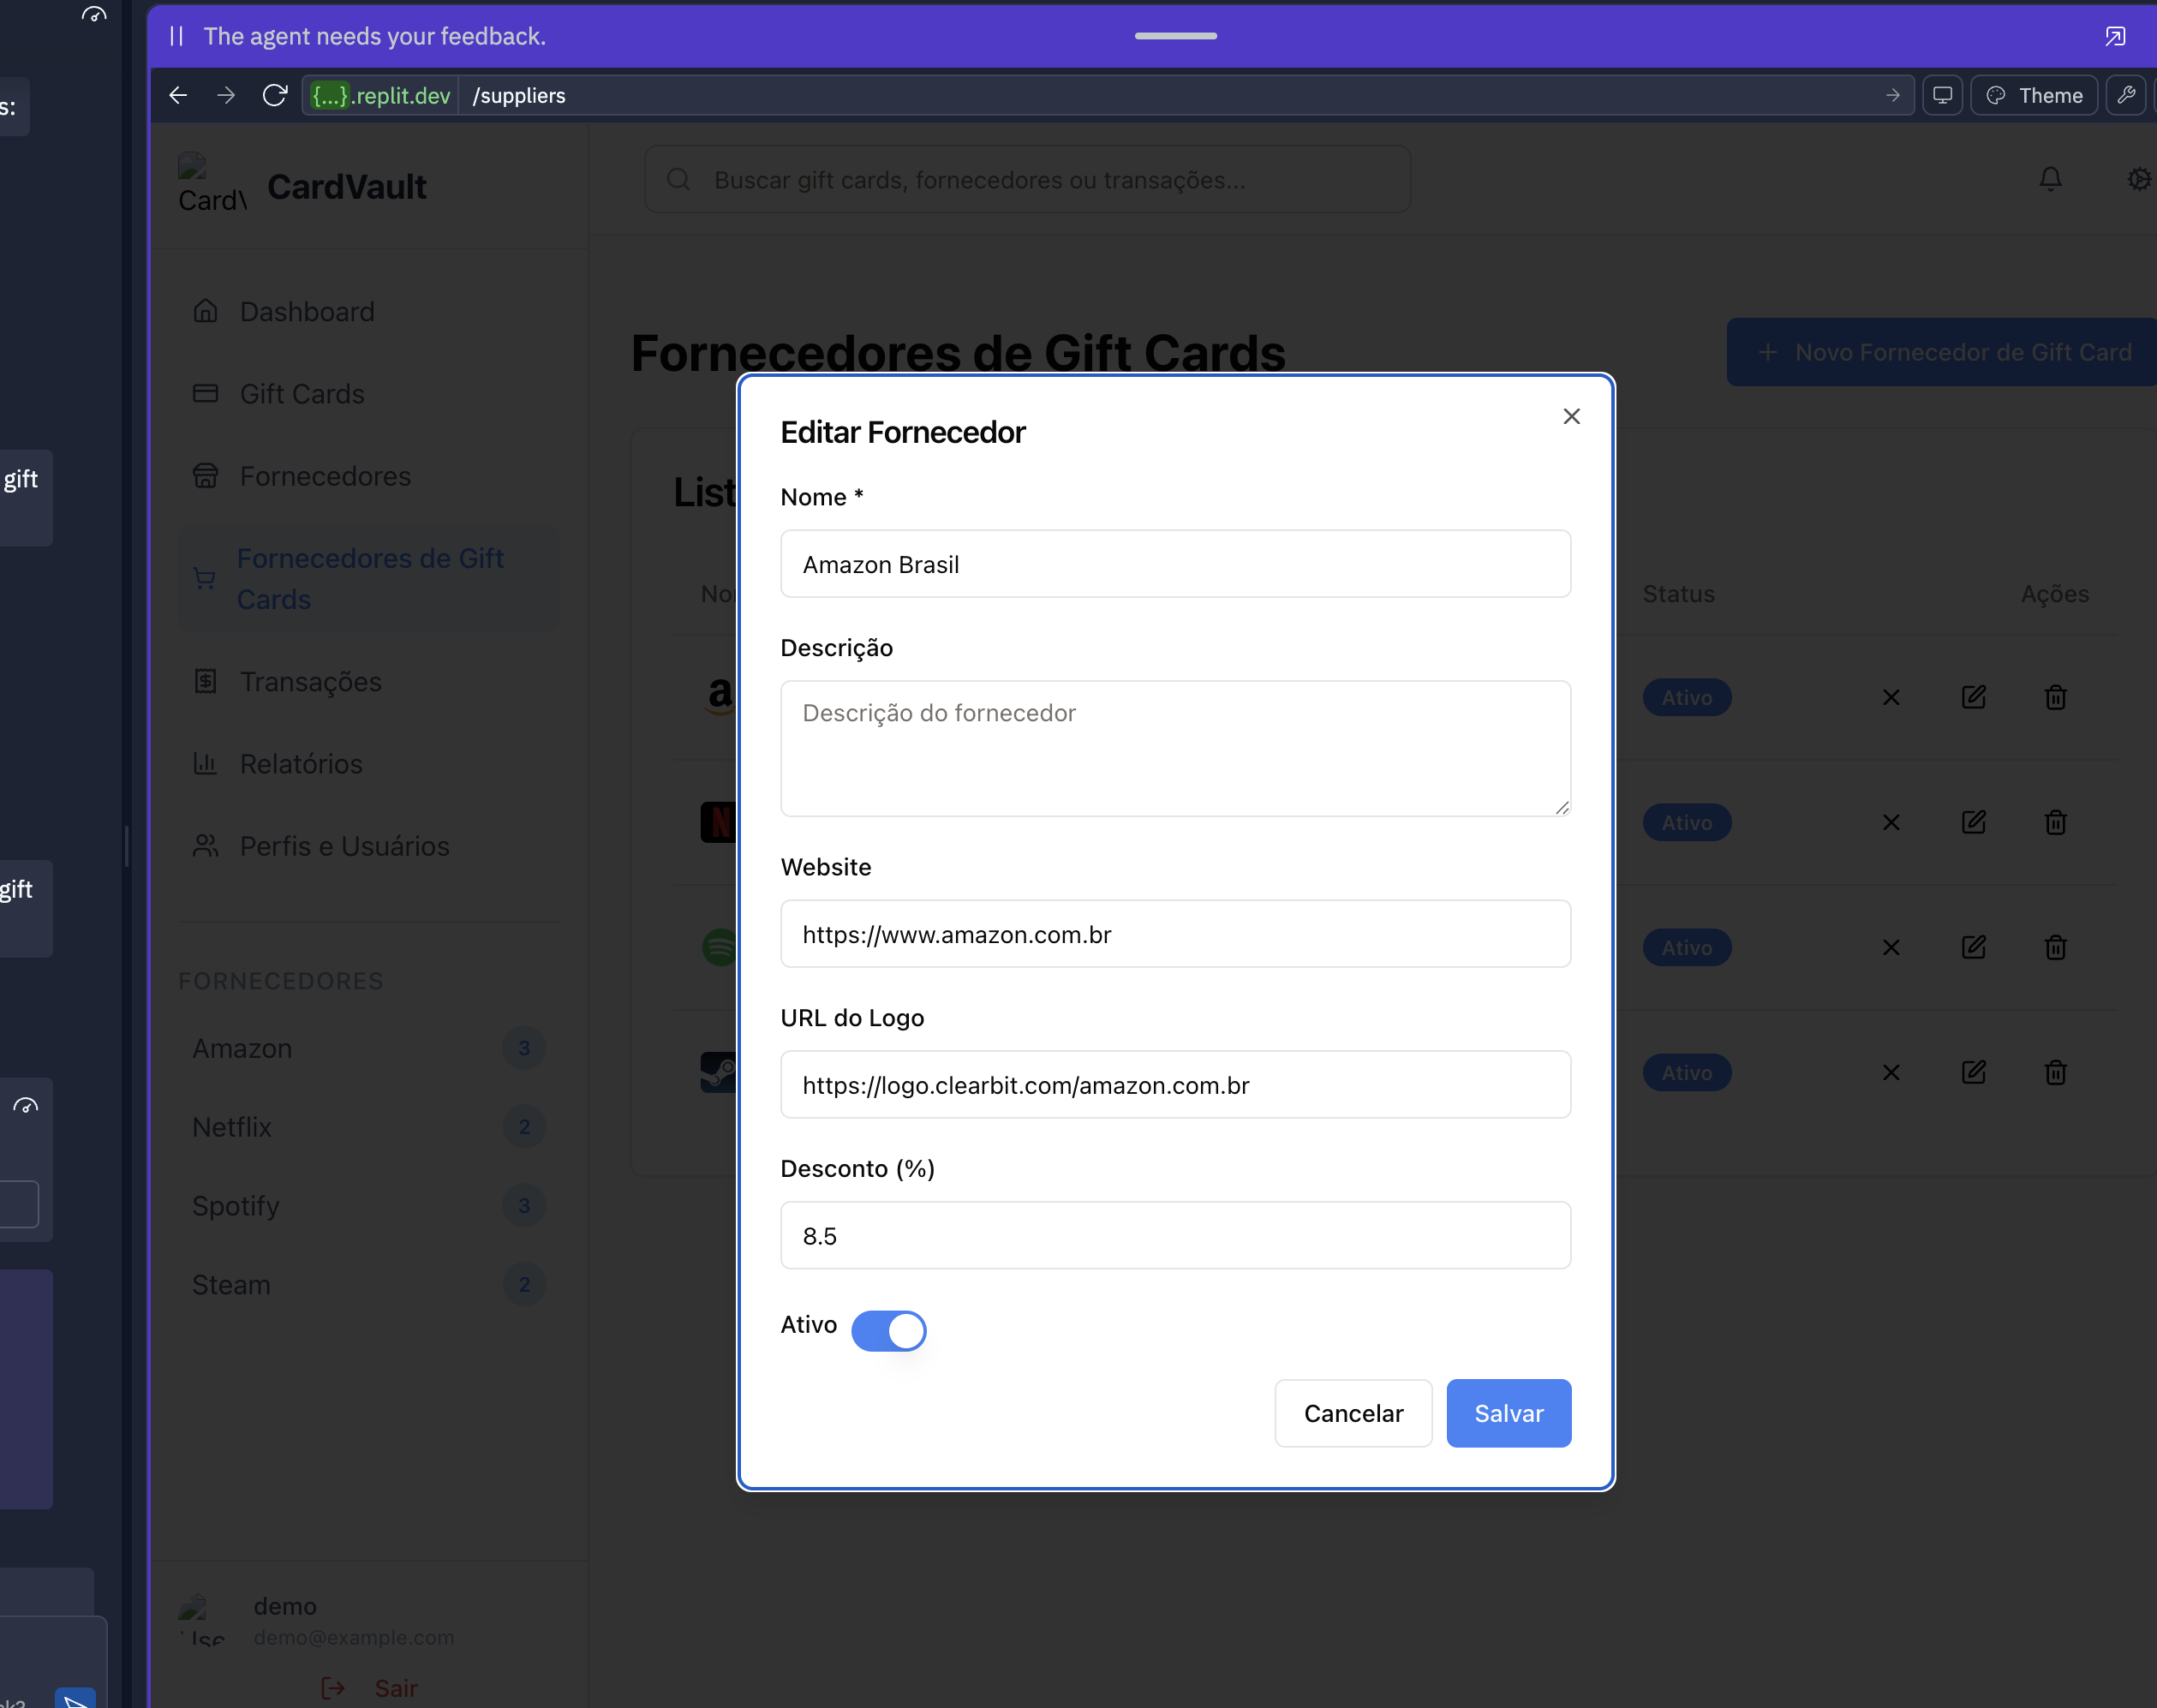 The agent needs your feedback.
{...}.replit.dev /suppliers
Theme
s:
gift
gift
CardVault
Buscar gift cards, fornecedores ou transações...
Dashboard
Gift Cards
Fornecedores
Fornecedores de Gift
Cards
Transações
Relatórios
Perfis e Usuários
FORNECEDORES
Amazon 3
Netflix 2
Spotify 3
Steam 2
demo
demo@example.com
Sair
Fornecedores de Gift Cards
+ Novo Fornecedor de Gift Card
Status Ações
Ativo
Ativo
Ativo
Ativo
Editar Fornecedor
Nome *
Amazon Brasil
Descrição
Descrição do fornecedor
Website
https://www.amazon.com.br
URL do Logo
https://logo.clearbit.com/amazon.com.br
Desconto (%)
8.5
Ativo
Cancelar
Salvar